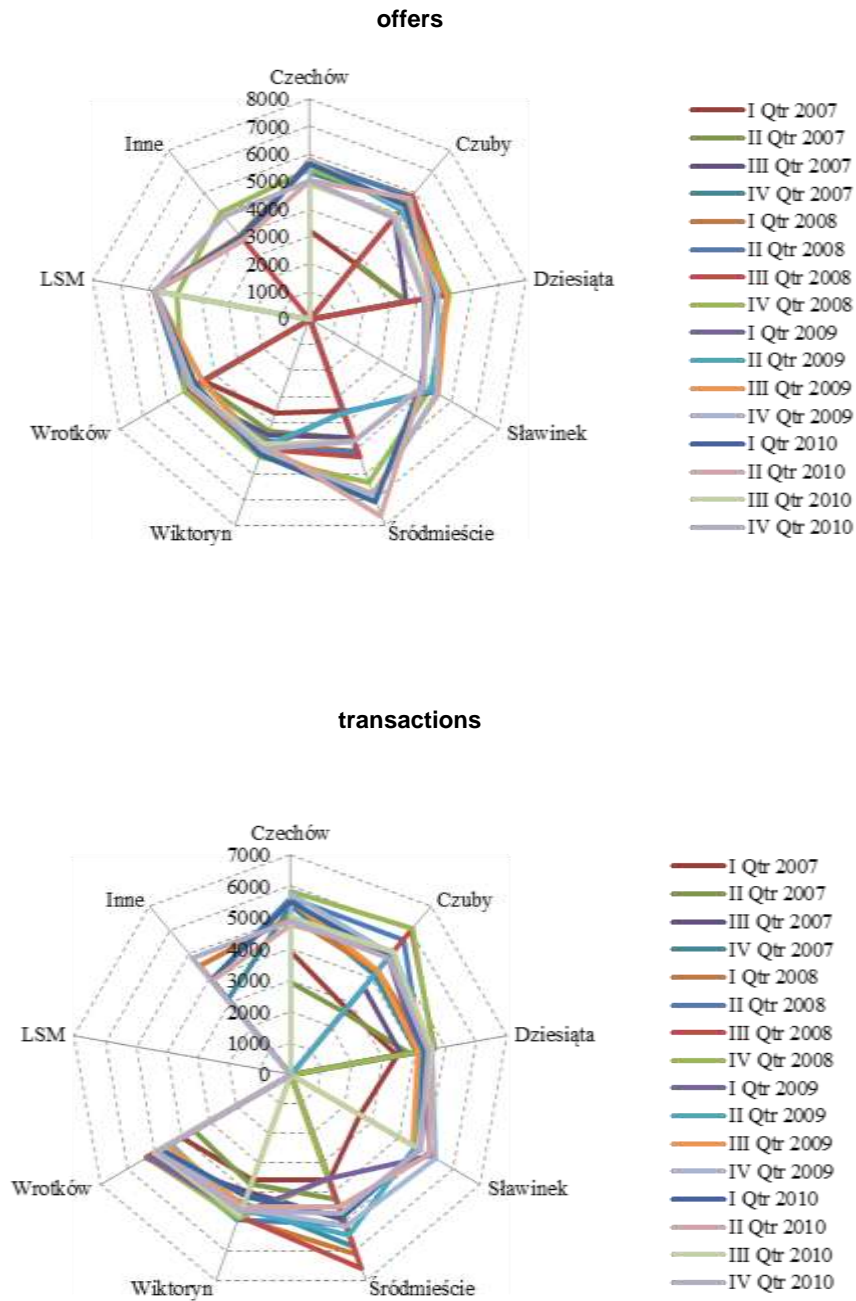 offers
Czechów
8000
7000
6000
5000
4000
3000
2000
1000
0
Czuby
Dziesiąta
Sławinek
Śródmieście
Wiktoryn
Wrotków
LSM
Inne
I Qtr 2007
II Qtr 2007
III Qtr 2007
IV Qtr 2007
I Qtr 2008
II Qtr 2008
III Qtr 2008
IV Qtr 2008
I Qtr 2009
II Qtr 2009
III Qtr 2009
IV Qtr 2009
I Qtr 2010
II Qtr 2010
III Qtr 2010
IV Qtr 2010
transactions
Czechów
7000
6000
5000
4000
3000
2000
1000
0
Czuby
Dziesiąta
Sławinek
Śródmieście
Wiktoryn
Wrotków
LSM
Inne
I Qtr 2007
II Qtr 2007
III Qtr 2007
IV Qtr 2007
I Qtr 2008
II Qtr 2008
III Qtr 2008
IV Qtr 2008
I Qtr 2009
II Qtr 2009
III Qtr 2009
IV Qtr 2009
I Qtr 2010
II Qtr 2010
III Qtr 2010
IV Qtr 2010